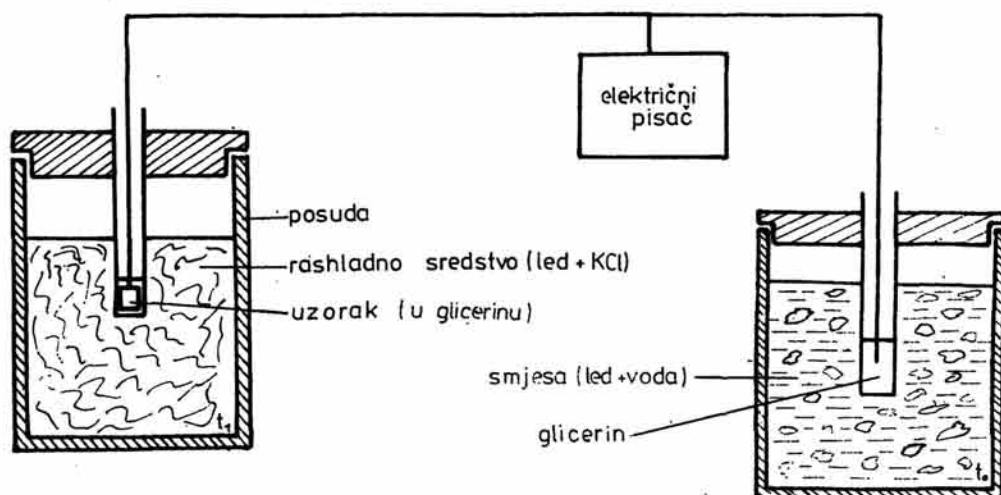 električni
pisač
posuda
rashladno sredstvo (led + KCl)
uzorak (u glicerinu)
smjesa (led + voda)
glicerin
t₁
t₀